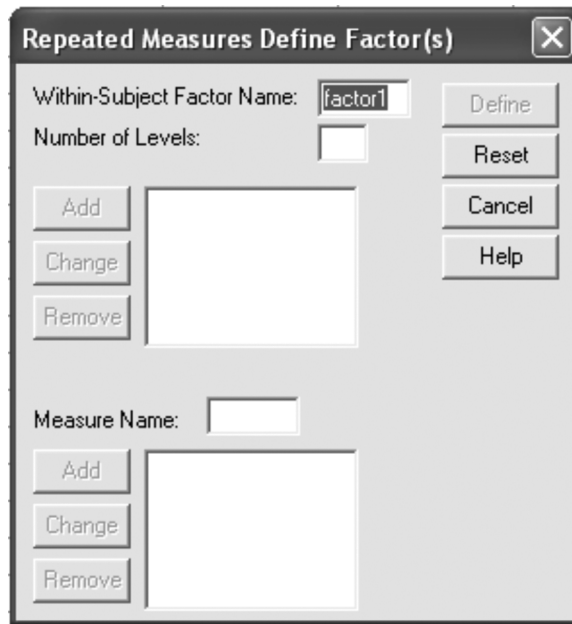 Repeated Measures Define Factor(s)
Within-Subject Factor Name: factor1
Define
Number of Levels:
Reset
Add
Cancel
Change
Help
Remove
Measure Name:
Add
Change
Remove